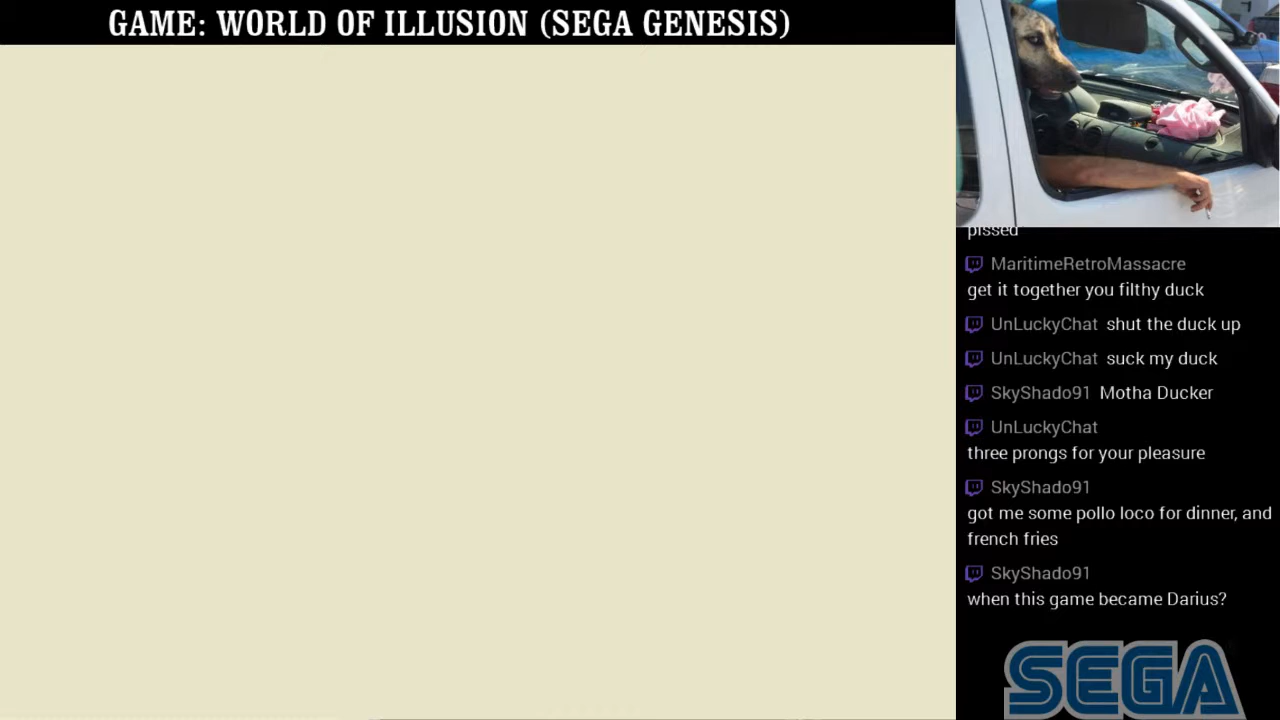 GAME: WORLD OF ILLUSION (SEGA GENESIS)
pissed
MaritimeRetroMassacre
get it together you filthy duck
UnLuckyChat shut the duck up
UnLuckyChat suck my duck
SkyShado91 Motha Ducker
UnLuckyChat
three prongs for your pleasure
SkyShado91
got me some pollo loco for dinner, and
french fries
SkyShado91
when this game became Darius?
SEGA